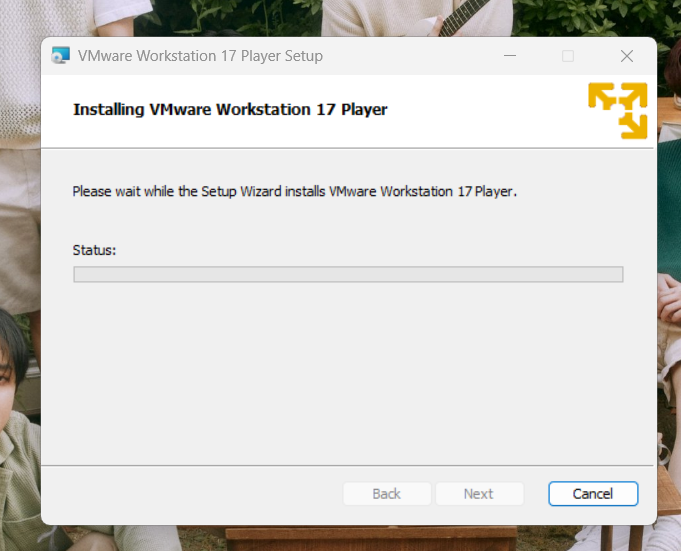 VMware Workstation 17 Player Setup
Installing VMware Workstation 17 Player
Please wait while the Setup Wizard installs VMware Workstation 17 Player.
Status:
Back
Next
Cancel